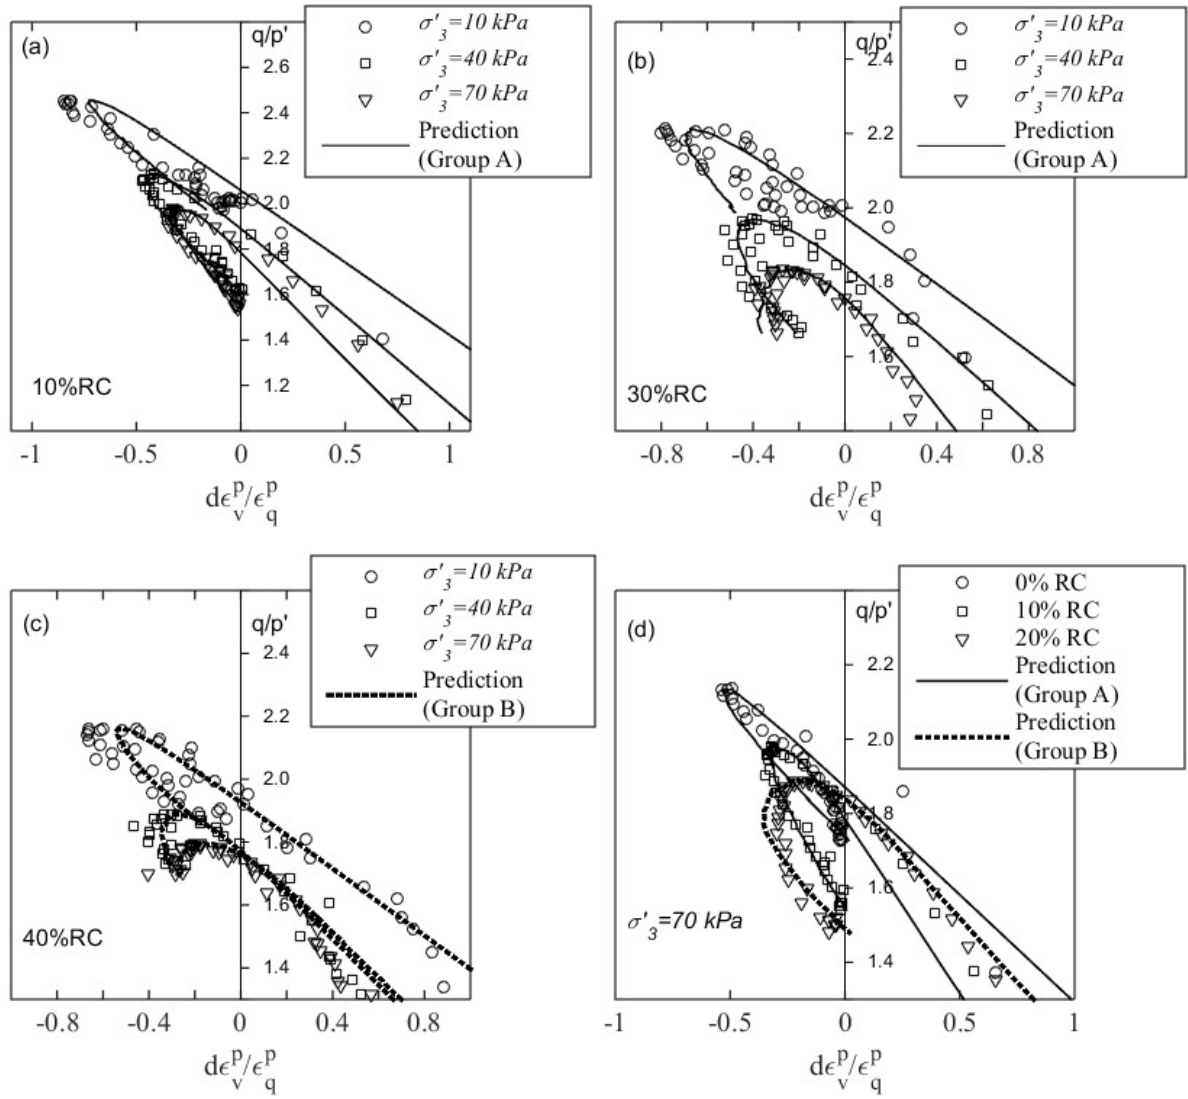 (a)
q/p'
σ'3=10 kPa
σ'3=40 kPa
σ'3=70 kPa
Prediction
(Group A)
2.6
2.4
2.2
2.0
1.8
1.6
1.4
1.2
10%RC
-1
-0.5
0
0.5
1
dϵ^p_v/ϵ^p_q
(b)
q/p'
σ'3=10 kPa
σ'3=40 kPa
σ'3=70 kPa
Prediction
(Group A)
2.4
2.2
2.0
1.8
30%RC
-0.8
-0.4
0
0.4
0.8
dϵ^p_v/ϵ^p_q
(c)
q/p'
σ'3=10 kPa
σ'3=40 kPa
σ'3=70 kPa
Prediction
(Group B)
2.4
2.2
2.0
1.8
1.6
1.4
40%RC
-0.8
-0.4
0
0.4
0.8
dϵ^p_v/ϵ^p_q
(d)
q/p'
0% RC
10% RC
20% RC
Prediction
(Group A)
Prediction
(Group B)
2.2
2.0
1.8
1.6
1.4
σ'3=70 kPa
-1
-0.5
0
0.5
1
dϵ^p_v/ϵ^p_q